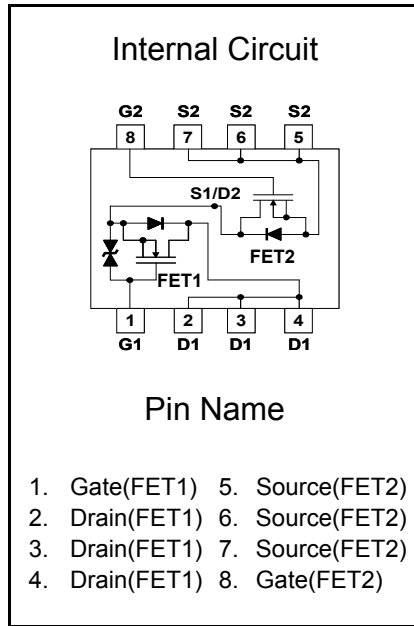 Internal Circuit
G2 S2 S2 S2
8 7 6 5
S1/D2
FET2
FET1
1 2 3 4
G1 D1 D1 D1
Pin Name
1. Gate(FET1) 5. Source(FET2)
2. Drain(FET1) 6. Source(FET2)
3. Drain(FET1) 7. Source(FET2)
4. Drain(FET1) 8. Gate(FET2)